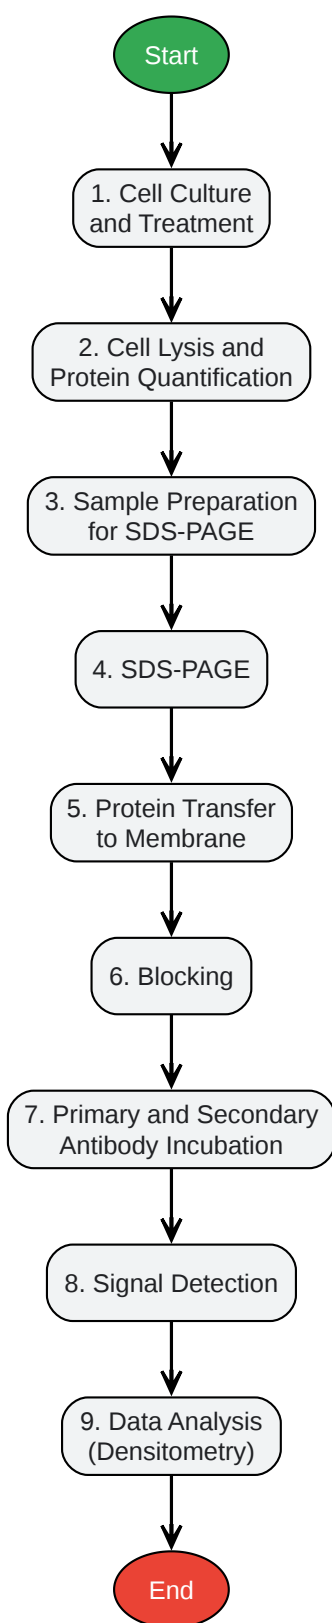 Start
1. Cell Culture
and Treatment
2. Cell Lysis and
Protein Quantification
3. Sample Preparation
for SDS-PAGE
4. SDS-PAGE
5. Protein Transfer
to Membrane
6. Blocking
7. Primary and Secondary
Antibody Incubation
8. Signal Detection
9. Data Analysis
(Densitometry)
End